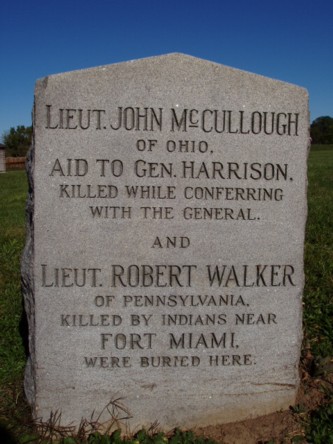 LIEUT. JOHN McCULLOUGH
OF OHIO,
AID TO GEN. HARRISON,
KILLED WHILE CONFERRING
WITH THE GENERAL.
AND
LIEUT. ROBERT WALKER
OF PENNSYLVANIA,
KILLED BY INDIANS NEAR
FORT MIAMI,
WERE BURIED HERE.